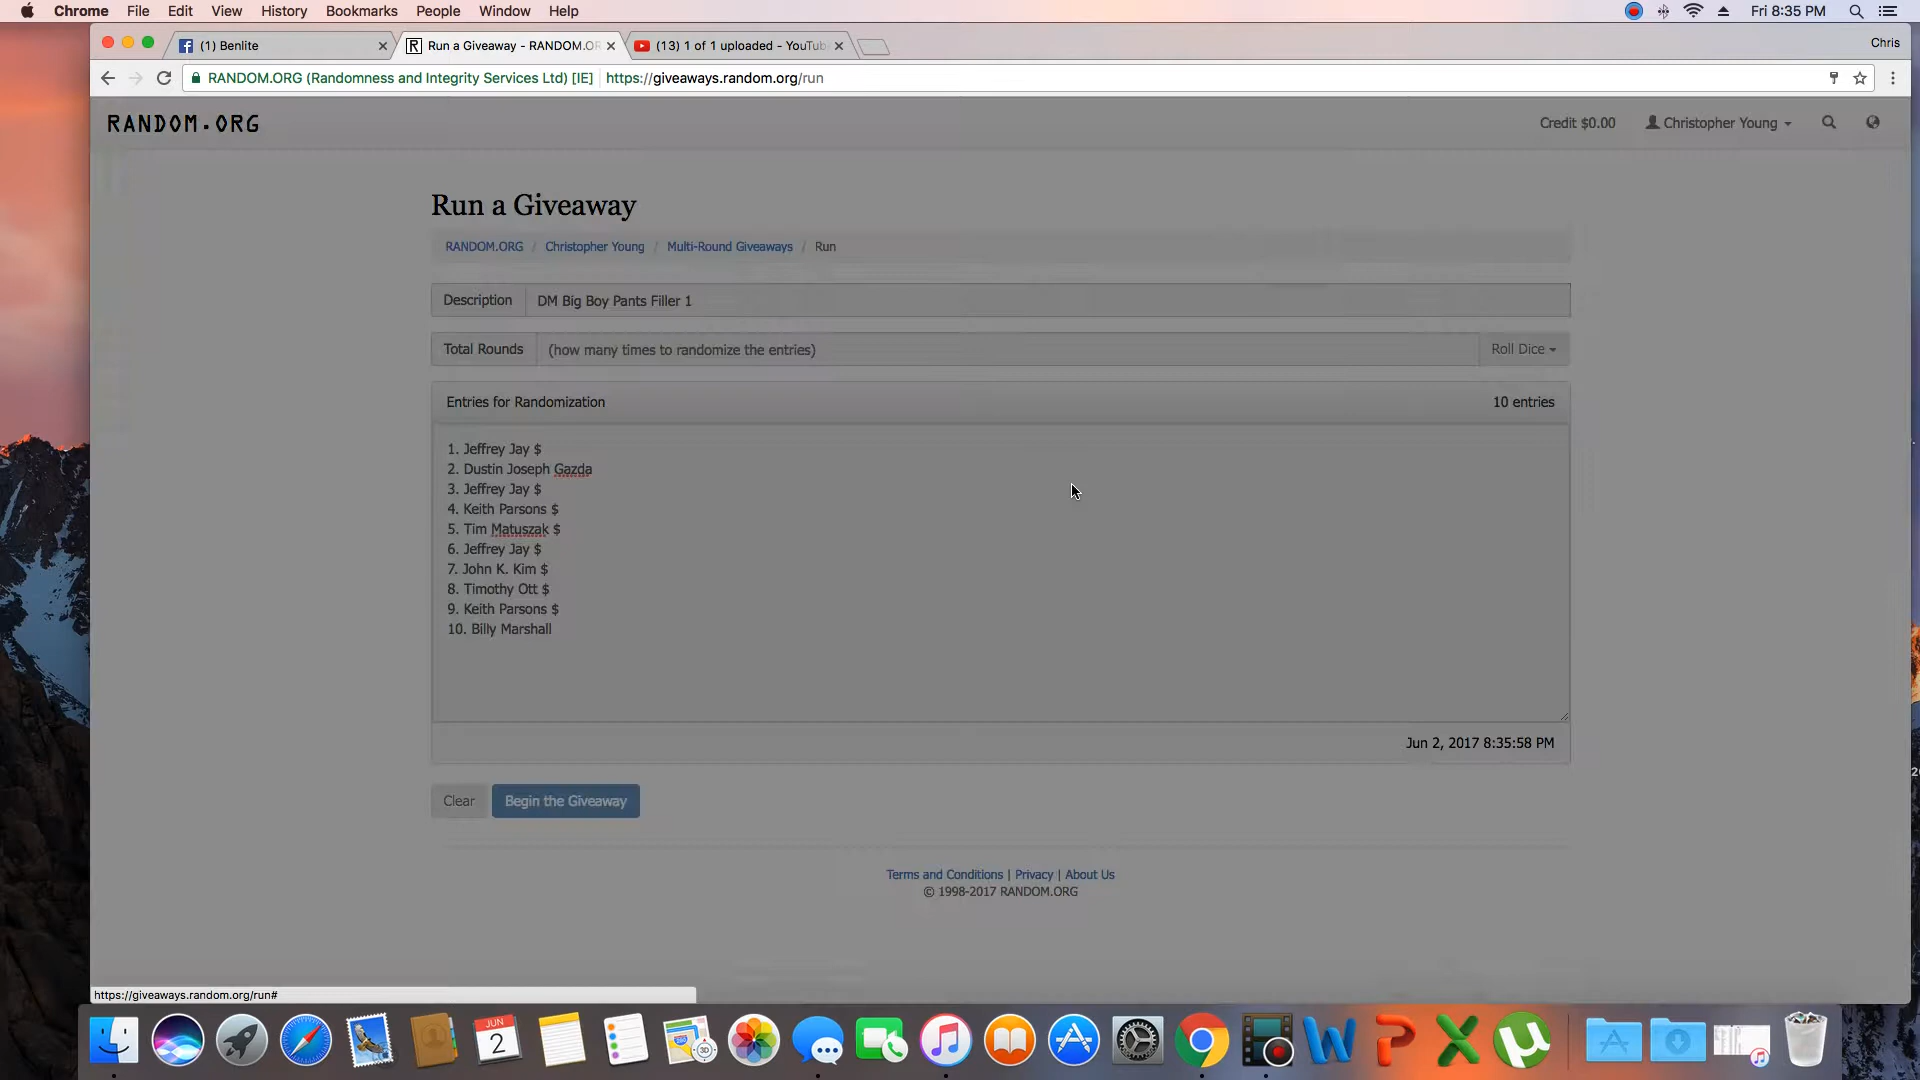 Chrome File Edit View History Bookmarks People Window Help Fri 8:35 PM
(1) Benlite Run a Giveaway - RANDOM.OR (13) 1 of 1 uploaded - YouTub Chris
RANDOM.ORG (Randomness and Integrity Services Ltd) [IE] https://giveaways.random.org/run
RANDOM.ORG Credit $0.00 Christopher Young
Run a Giveaway
RANDOM.ORG / Christopher Young / Multi-Round Giveaways / Run
Description DM Big Boy Pants Filler 1
Total Rounds (how many times to randomize the entries) Roll Dice
Entries for Randomization 10 entries
1. Jeffrey Jay $
2. Dustin Joseph Gazda
3. Jeffrey Jay $
4. Keith Parsons $
5. Tim Matuszak $
6. Jeffrey Jay $
7. John K. Kim $
8. Timothy Ott $
9. Keith Parsons $
10. Billy Marshall
Jun 2, 2017 8:35:58 PM
Clear Begin the Giveaway
Terms and Conditions | Privacy | About Us
© 1998-2017 RANDOM.ORG
https://giveaways.random.org/run#
JUN
2